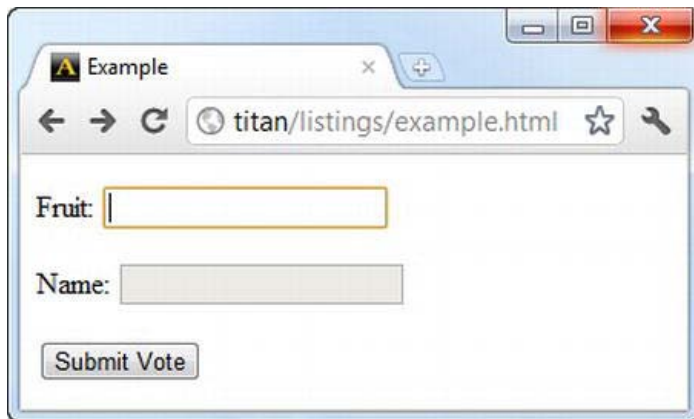 Example
titan/listings/example.html
Fruit:
Name:
Submit Vote